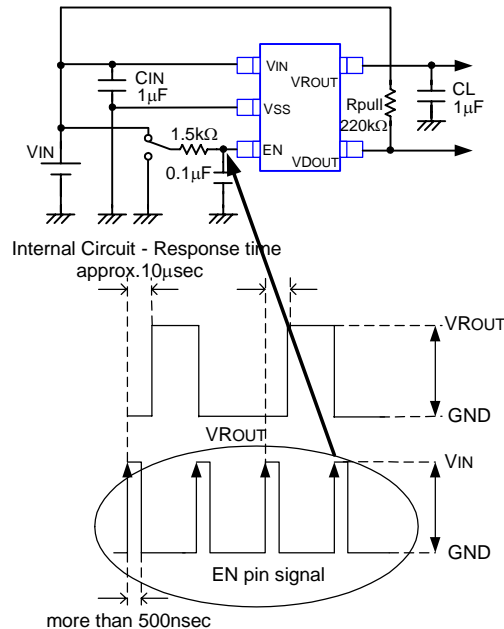 VIN
VROUT
CIN
1μF
VSS
CL
1μF
Rpull
220kΩ
1.5kΩ
EN
VDOUT
VIN
0.1μF
Internal Circuit - Response time
approx.10μsec
VROUT
GND
VROUT
VIN
EN pin signal
GND
more than 500nsec